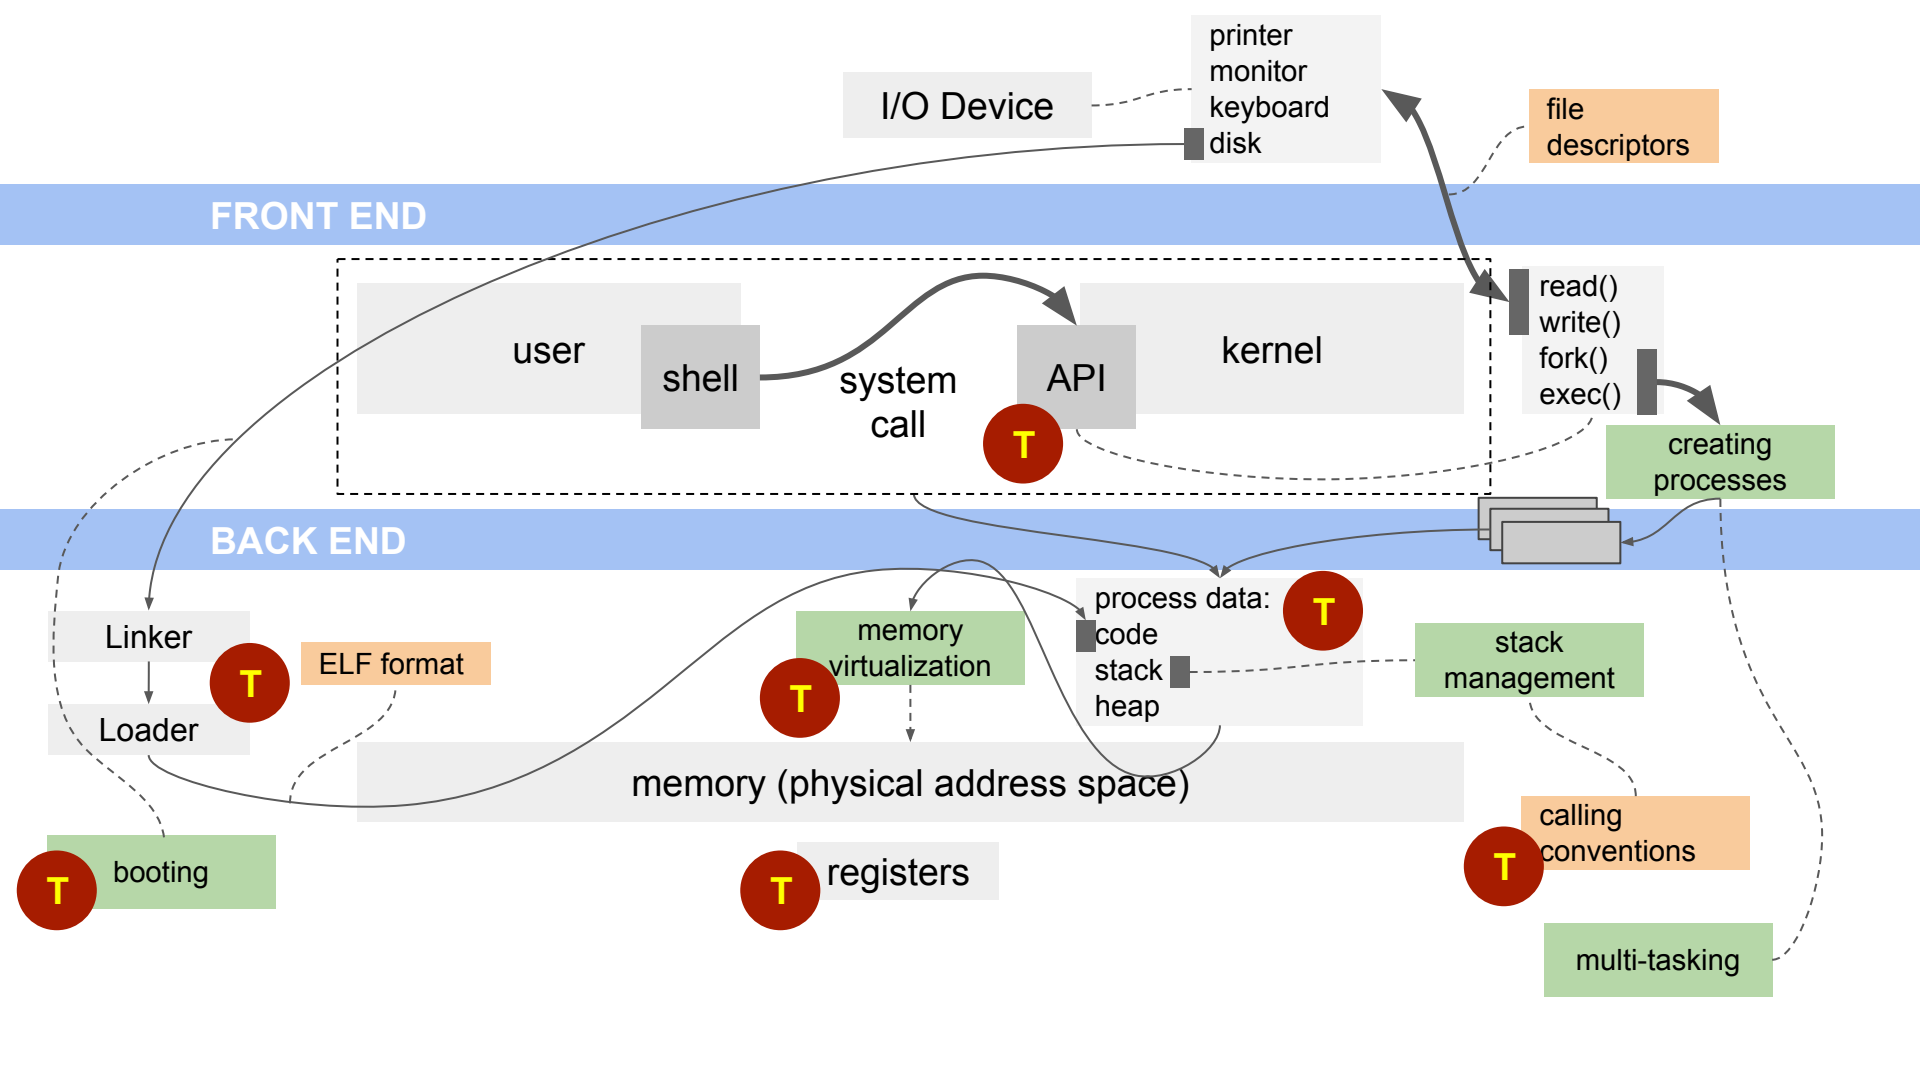 printer
monitor
keyboard
disk
I/O Device
file
descriptors
FRONT END
read()
write()
fork()
exec()
user
shell
system
call
API
kernel
T
creating
processes
BACK END
process data:
code
stack
heap
T
memory
virtualization
T
stack
management
Linker
T
ELF format
Loader
memory (physical address space)
calling
conventions
T
booting
T
registers
T
multi-tasking